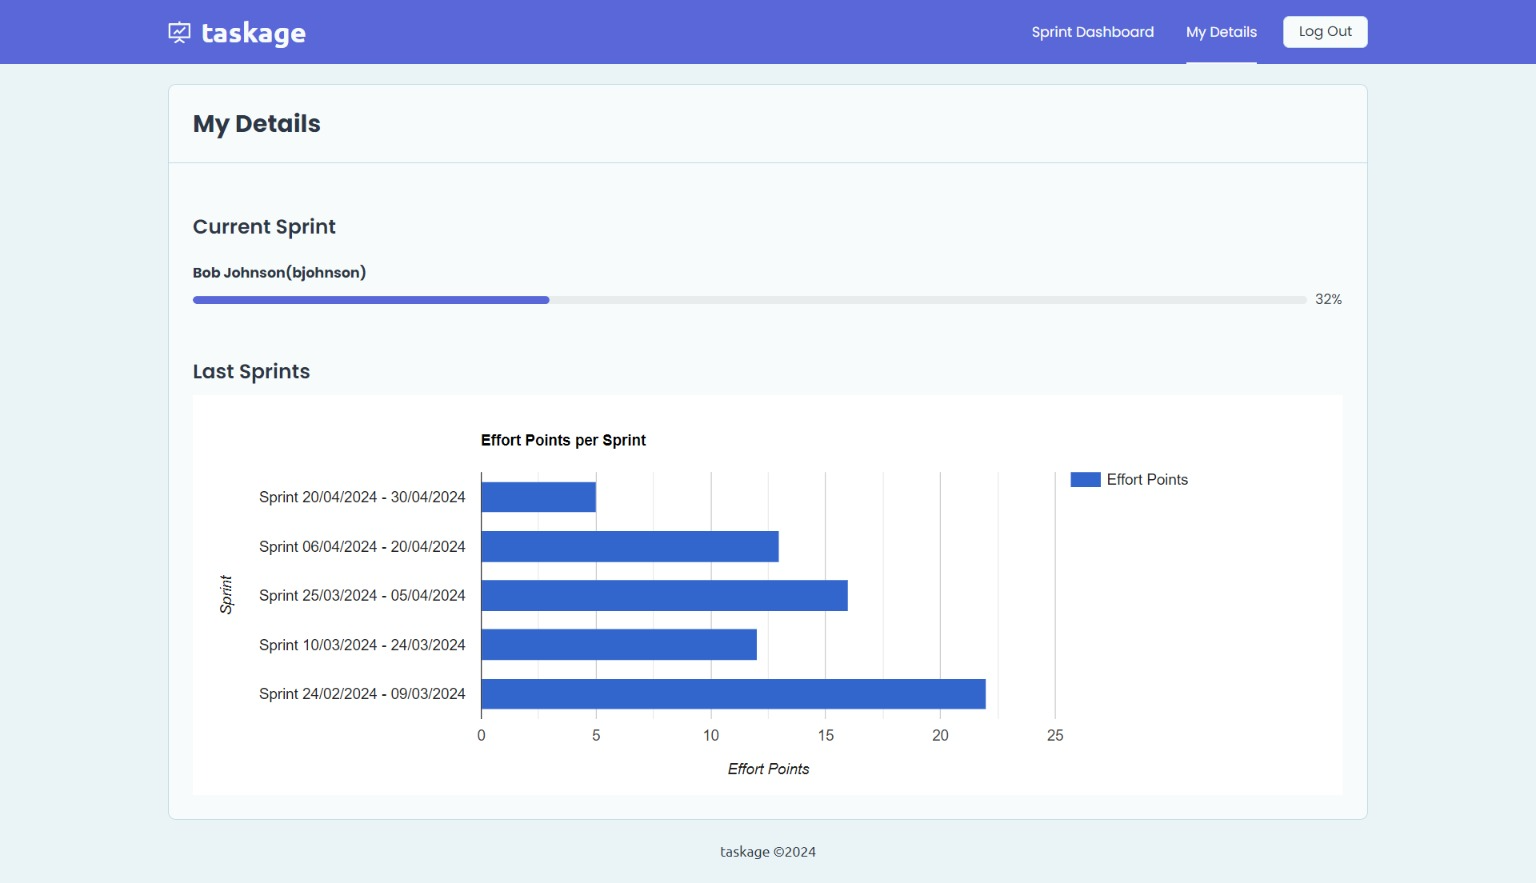 taskage
Sprint Dashboard
My Details
Log Out
My Details
Current Sprint
Bob Johnson(bjohnson)
32%
Last Sprints
Effort Points per Sprint
Effort Points
Sprint 20/04/2024 - 30/04/2024
Sprint 06/04/2024 - 20/04/2024
Sprint 25/03/2024 - 05/04/2024
Sprint 10/03/2024 - 24/03/2024
Sprint 24/02/2024 - 09/03/2024
Sprint
0 5 10 15 20 25
Effort Points
taskage ©2024